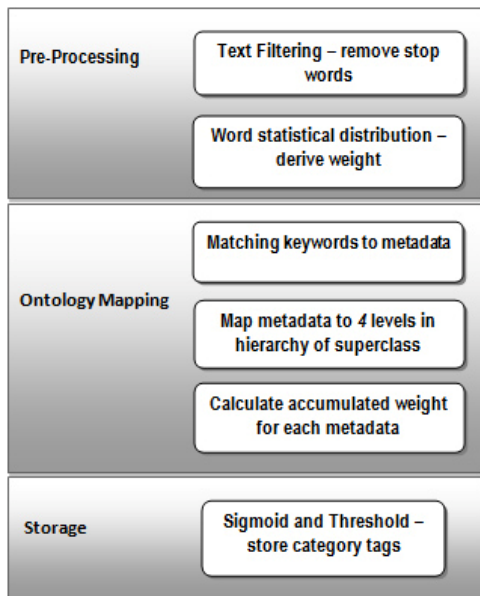 Pre-Processing
Text Filtering – remove stop
words
Word statistical distribution –
derive weight
Ontology Mapping
Matching keywords to metadata
Map metadata to 4 levels in
hierarchy of superclass
Calculate accumulated weight
for each metadata
Storage
Sigmoid and Threshold –
store category tags